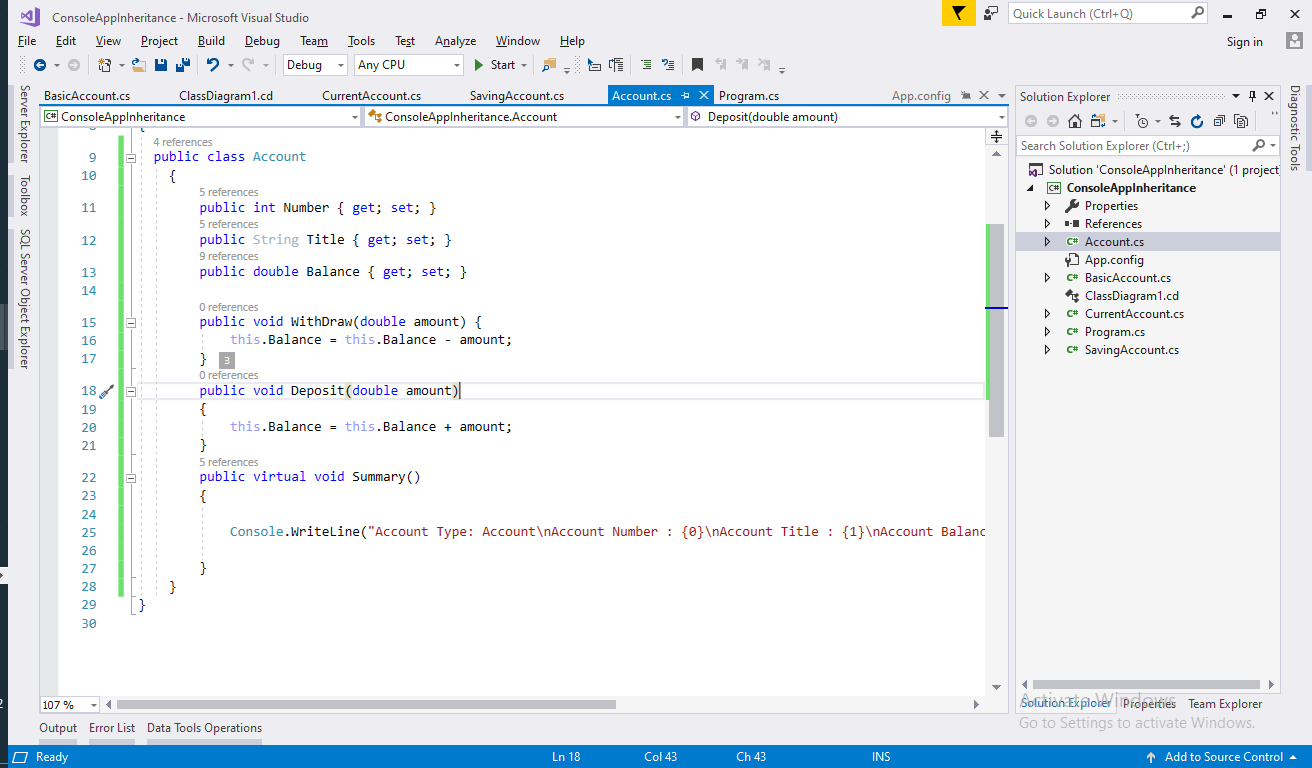 ConsoleAppInheritance - Microsoft Visual Studio
Quick Launch (Ctrl+Q)
File Edit View Project Build Debug Team Tools Test Analyze Window Help
Sign in
Debug Any CPU Start
Server Explorer
Toolbox
SQL Server Object Explorer
BasicAccount.cs ClassDiagram1.cd CurrentAccount.cs SavingAccount.cs Account.cs Program.cs App.config
C# ConsoleAppInheritance ConsoleAppInheritance.Account Deposit(double amount)
{
4 references
9 public class Account
10 {
5 references
11 public int Number { get; set; }
5 references
12 public String Title { get; set; }
9 references
13 public double Balance { get; set; }
14
0 references
15 public void WithDraw(double amount) {
16 this.Balance = this.Balance - amount;
17 } 3
0 references
18 public void Deposit(double amount)
19 {
20 this.Balance = this.Balance + amount;
21 }
5 references
22 public virtual void Summary()
23 {
24
25 Console.WriteLine("Account Type: Account\nAccount Number : {0}\nAccount Title : {1}\nAccount Balanc
26
27 }
28 }
29 }
30
107 %
Solution Explorer
Search Solution Explorer (Ctrl+;)
Solution 'ConsoleAppInheritance' (1 project
C# ConsoleAppInheritance
Properties
References
C# Account.cs
App.config
C# BasicAccount.cs
ClassDiagram1.cd
C# CurrentAccount.cs
C# Program.cs
C# SavingAccount.cs
Diagnostic Tools
Activate Windows
Solution Explorer Properties Team Explorer
Go to Settings to activate Windows.
Output Error List Data Tools Operations
Ready Ln 18 Col 43 Ch 43 INS Add to Source Control